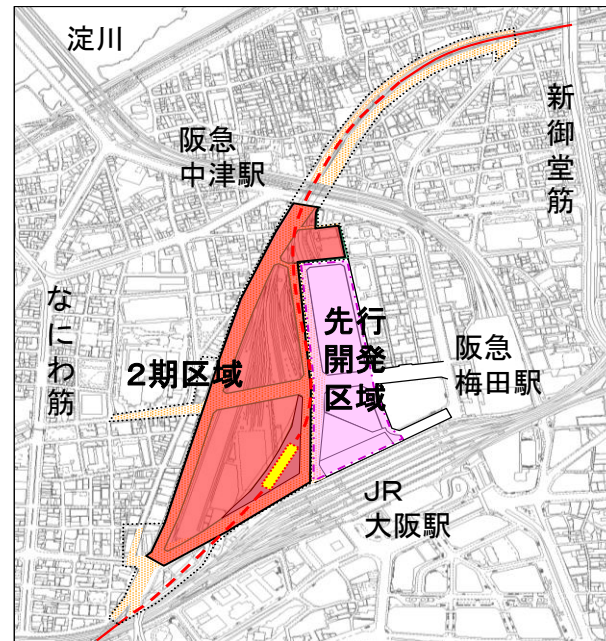 淀川
阪急
中津駅
新御堂筋
なにわ筋
2期区域
先行
開発
区域
阪急
梅田駅
JR
大阪駅